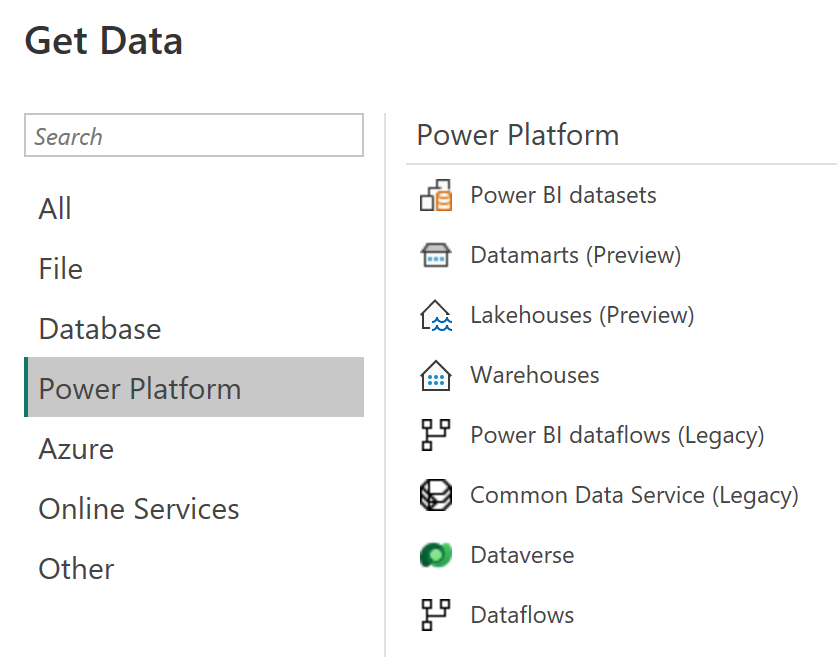 Get Data
Search
All
File
Database
Power Platform
Azure
Online Services
Other
Power Platform
Power BI datasets
Datamarts (Preview)
Lakehouses (Preview)
Warehouses
Power BI dataflows (Legacy)
Common Data Service (Legacy)
Dataverse
Dataflows